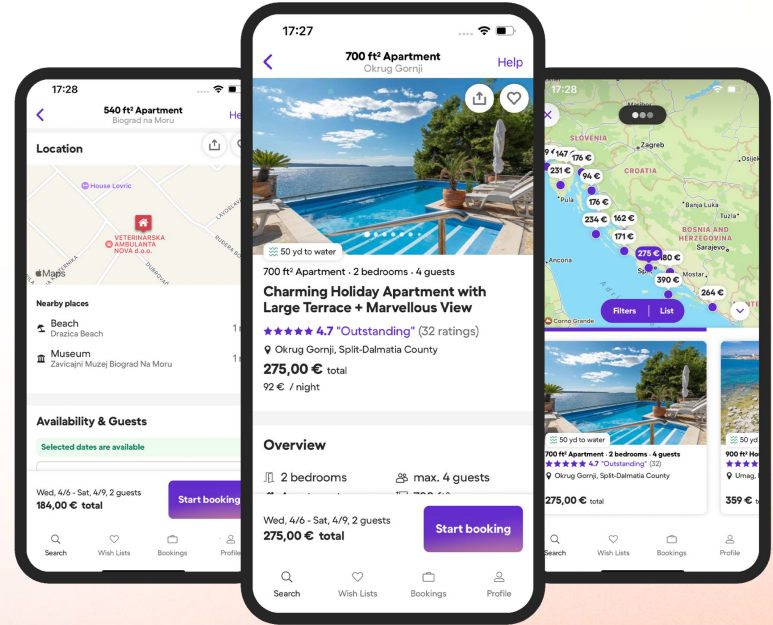 17:28
540 ft² Apartment
Biograd na Moru
Location
House Lovric
VETERINARSKA
AMBULANTA
NOVA d.o.o.
DUBROVA
Maps
Nearby places
Beach
Drazica Beach
Museum
Zavicajni Muzej Biograd Na Moru
Availability & Guests
Selected dates are available
Wed, 4/6 - Sat, 4/9, 2 guests
184,00 € total
Start booking
Search
Wish Lists
Bookings
Profile
17:27
700 ft² Apartment
Okrug Gornji
Help
50 yd to water
700 ft² Apartment · 2 bedrooms · 4 guests
Charming Holiday Apartment with
Large Terrace + Marvellous View
4.7 "Outstanding" (32 ratings)
Okrug Gornji, Split-Dalmatia County
275,00 € total
92 € / night
Overview
2 bedrooms
max. 4 guests
Wed, 4/6 - Sat, 4/9, 2 guests
275,00 € total
Start booking
Search
Wish Lists
Bookings
Profile
17:28
SLOVENIA
Zagreb
Osijek
CROATIA
147 €
176 €
231 €
94 €
Pula
176 €
Banja Luka
Tuzla
234 €
162 €
171 €
BOSNIA AND
HERZEGOVINA
Sarajevo
Ancona
275 €
Mostar
390 €
264 €
Filters
List
Corno Grande
50 yd to water
700 ft² Apartment · 2 bedrooms · 4 guests
4.7 "Outstanding" (32)
Okrug Gornji, Split-Dalmatia County
275,00 € total
50 yd
900 ft²
Umag,
359 €
Search
Wish Lists
Bookings
Profile